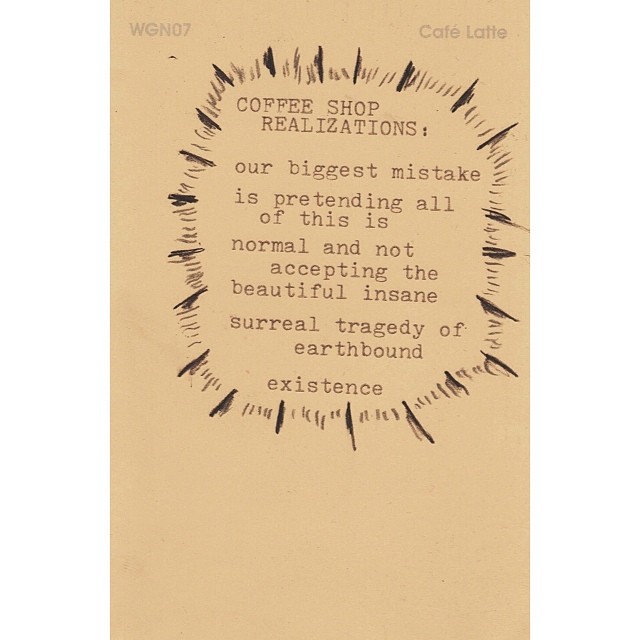 WGN07
Café Latte
COFFEE SHOP
REALIZATIONS:
our biggest mistake
is pretending all
of this is
normal and not
accepting the
beautiful insane
surreal tragedy of
earthbound
existence